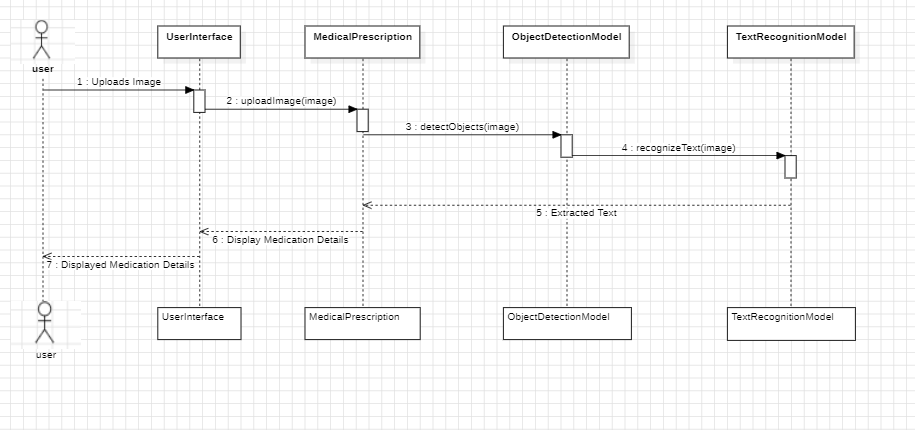 UserInterface
MedicalPrescription
ObjectDetectionModel
TextRecognitionModel
user
1 : Uploads Image
2 : uploadImage(image)
3 : detectObjects(image)
4 : recognizeText(image)
5 : Extracted Text
6 : Display Medication Details
7 : Displayed Medication Details
UserInterface
MedicalPrescription
ObjectDetectionModel
TextRecognitionModel
user